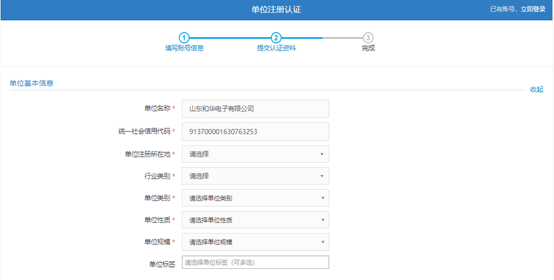 单位注册认证
已有账号，立即登录
1 2 3
填写账号信息 提交认证资料 完成
单位基本信息 收起
单位名称 * 山东和华电子有限公司
统一社会信用代码 * 913700001630763253
单位注册所在地 * 请选择
行业类别 * 请选择
单位类别 * 请选择单位类别
单位性质 * 请选择单位性质
单位规模 * 请选择单位规模
单位标签 请选择单位标签（可多选）